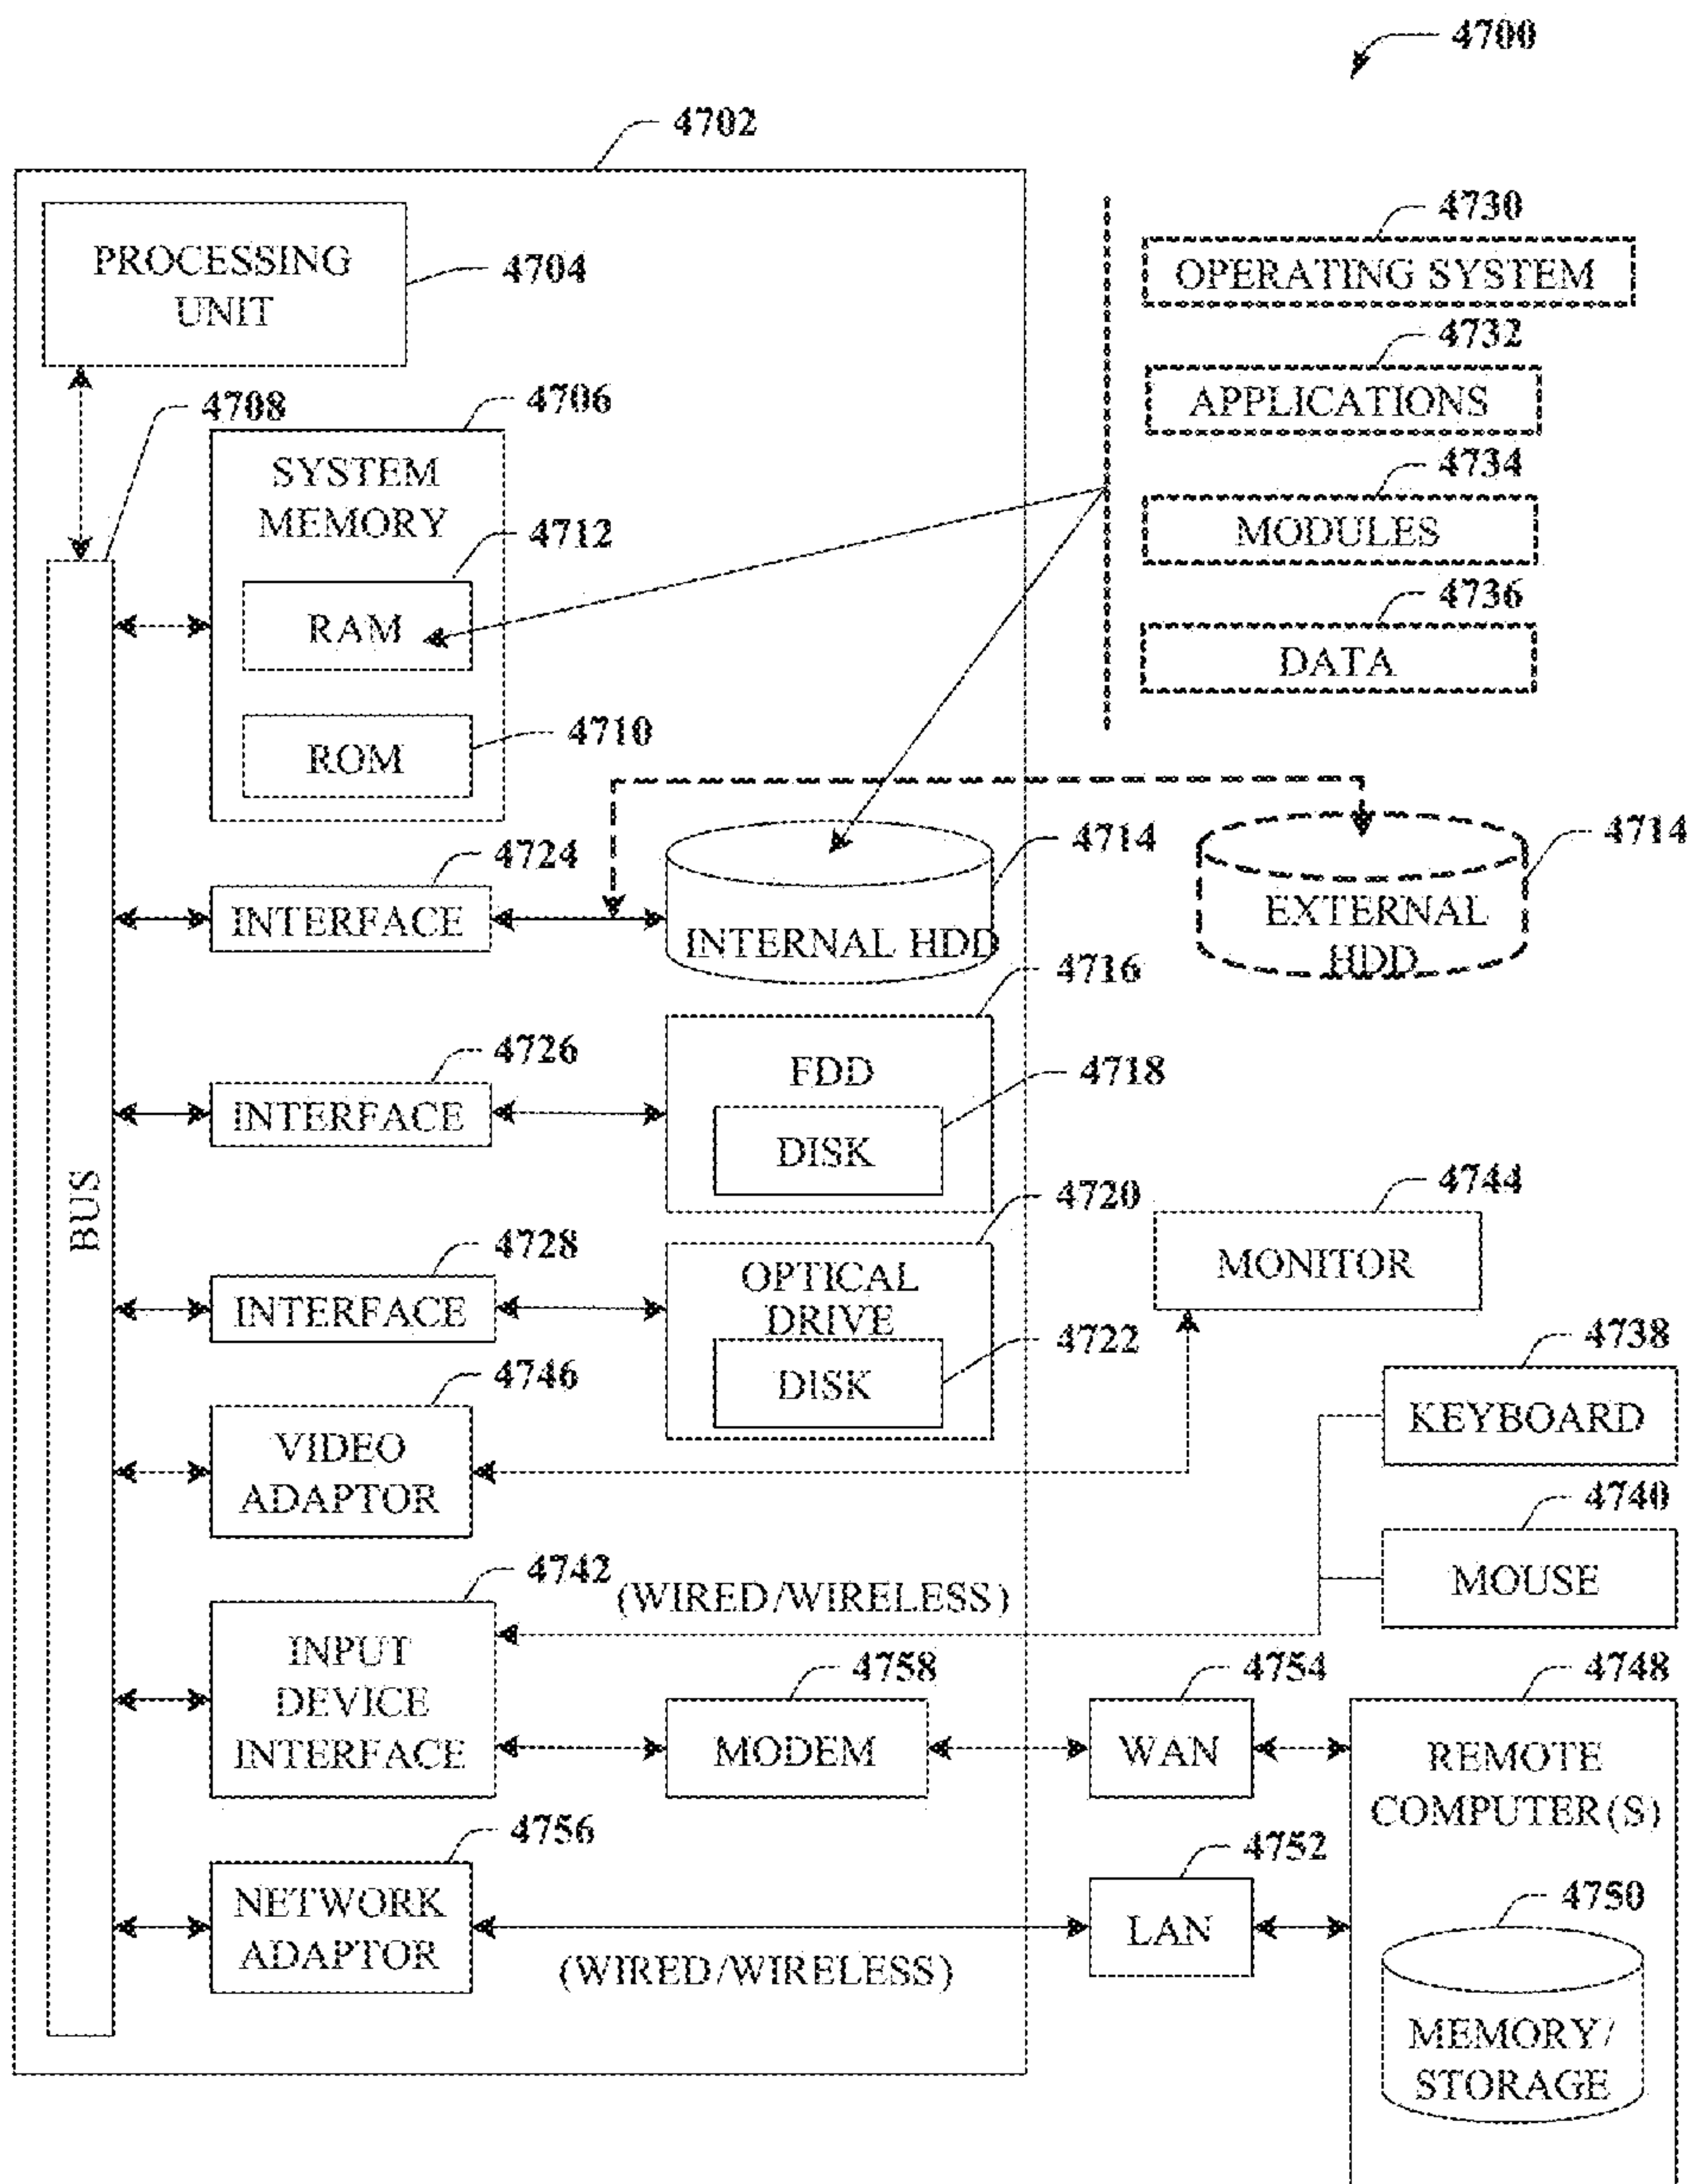 4700
4702
PROCESSING
UNIT
4704
4730
OPERATING SYSTEM
4732
APPLICATIONS
4734
MODULES
4736
DATA
4708
4706
SYSTEM
MEMORY
4712
RAM
4710
ROM
4724
INTERFACE
4714
INTERNAL HDD
4714
EXTERNAL
HDD
4726
INTERFACE
4716
FDD
4718
DISK
BUS
4728
INTERFACE
4720
OPTICAL
DRIVE
4722
DISK
4744
MONITOR
4738
KEYBOARD
4746
VIDEO
ADAPTOR
4740
MOUSE
4742
(WIRED/WIRELESS)
INPUT
DEVICE
INTERFACE
4758
MODEM
4754
WAN
4748
REMOTE
COMPUTER(S)
4756
NETWORK
ADAPTOR
(WIRED/WIRELESS)
4752
LAN
4750
MEMORY/
STORAGE